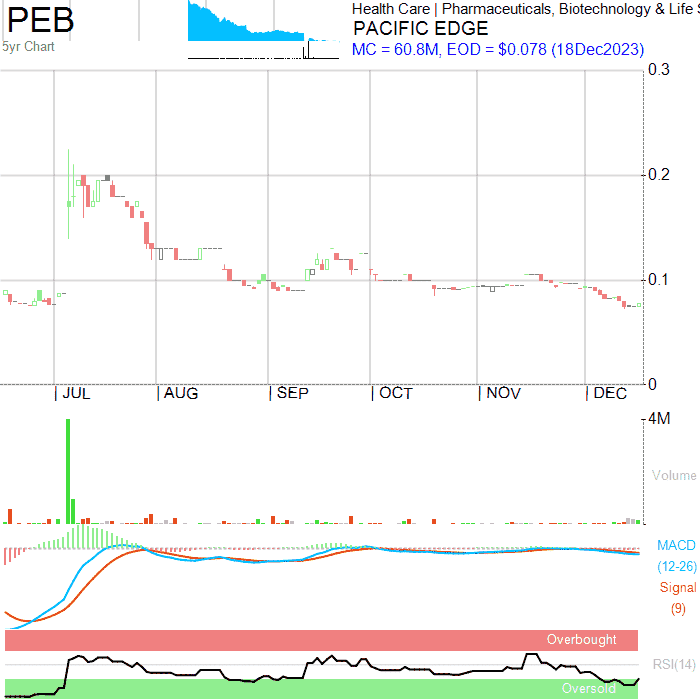 PEB
5yr Chart
Health Care | Pharmaceuticals, Biotechnology & Life S
PACIFIC EDGE
MC = 60.8M, EOD = $0.078 (18Dec2023)
0.3
0.2
0.1
0
JUL
AUG
SEP
OCT
NOV
DEC
4M
Volume
MACD
(12-26)
Signal
(9)
Overbought
RSI(14)
Oversold